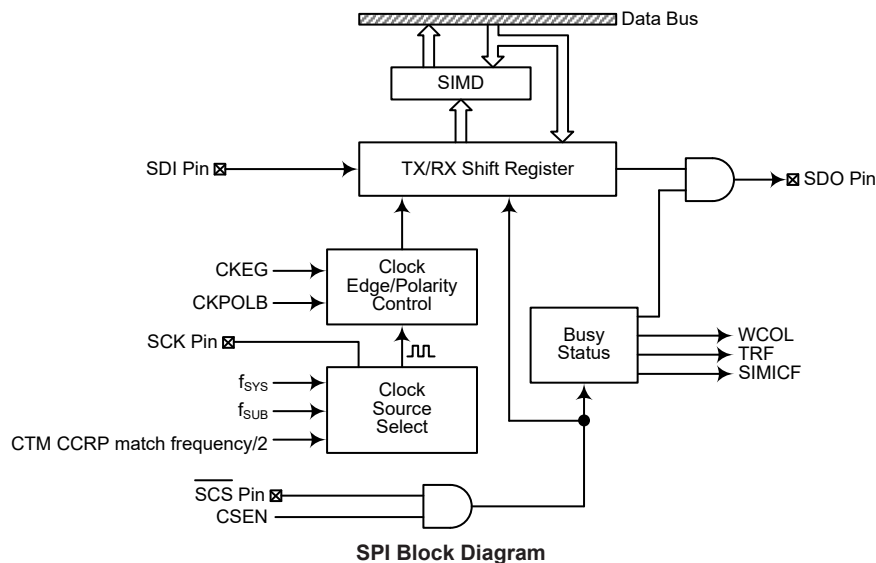 Data Bus
SIMD
SDI Pin
TX/RX Shift Register
SDO Pin
CKEG
CKPOLB
Clock
Edge/Polarity
Control
SCK Pin
Busy
Status
WCOL
TRF
SIMICF
fSYS
fSUB
CTM CCRP match frequency/2
Clock
Source
Select
SCS Pin
CSEN
SPI Block Diagram